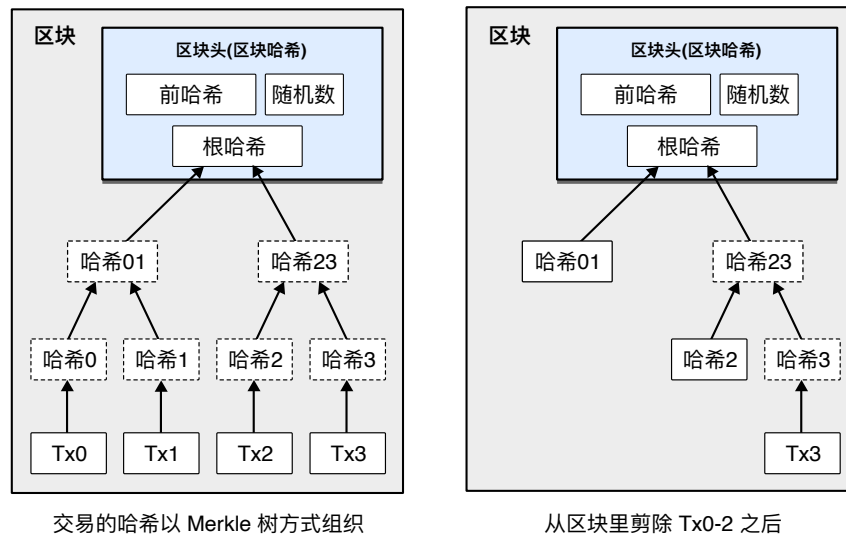 区块
区块头(区块哈希)
前哈希 随机数
根哈希
哈希01 哈希23
哈希0 哈希1 哈希2 哈希3
Tx0 Tx1 Tx2 Tx3
交易的哈希以 Merkle 树方式组织
区块
区块头(区块哈希)
前哈希 随机数
根哈希
哈希01 哈希23
哈希2 哈希3
Tx3
从区块里剪除 Tx0-2 之后